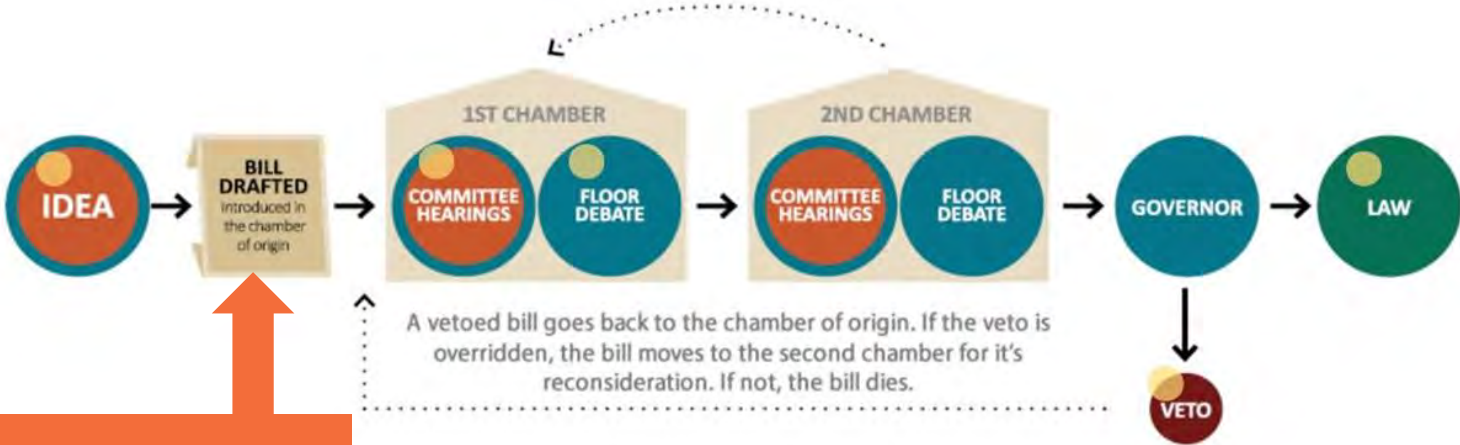 1ST CHAMBER
2ND CHAMBER
IDEA
BILL
DRAFTED
introduced in
the chamber
of origin
COMMITTEE
HEARINGS
FLOOR
DEBATE
COMMITTEE
HEARINGS
FLOOR
DEBATE
GOVERNOR
LAW
A vetoed bill goes back to the chamber of origin. If the veto is
overridden, the bill moves to the second chamber for it's
reconsideration. If not, the bill dies.
VETO